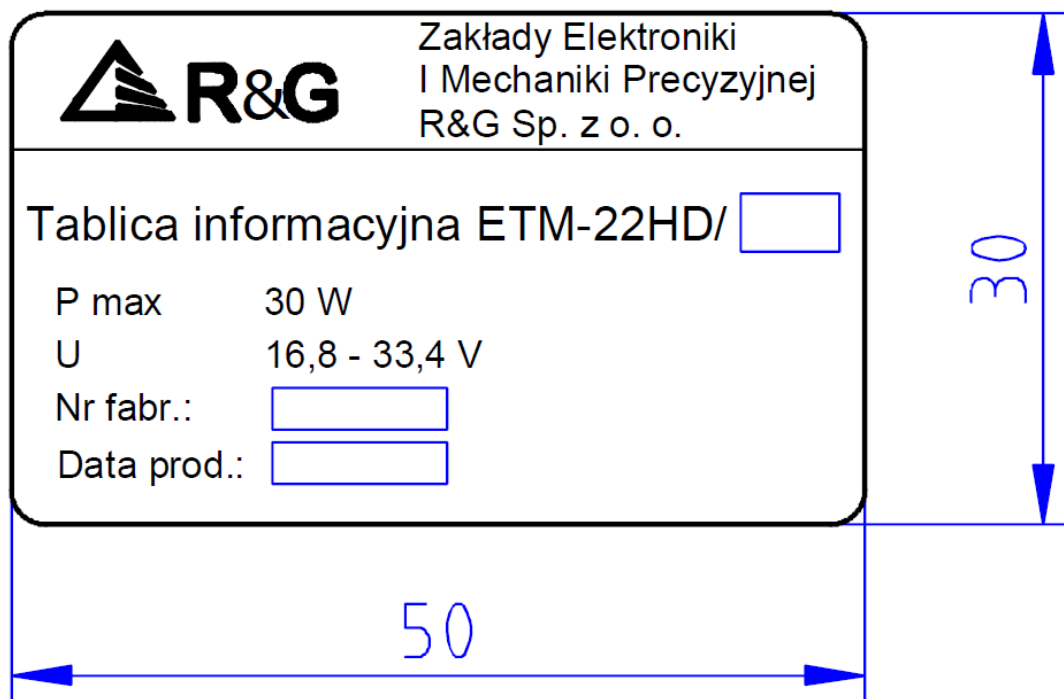 R&G
Zakłady Elektroniki
I Mechaniki Precyzyjnej
R&G Sp. z o. o.
Tablica informacyjna ETM-22HD/
P max 30 W
U 16,8 - 33,4 V
Nr fabr.:
Data prod.:
30
50